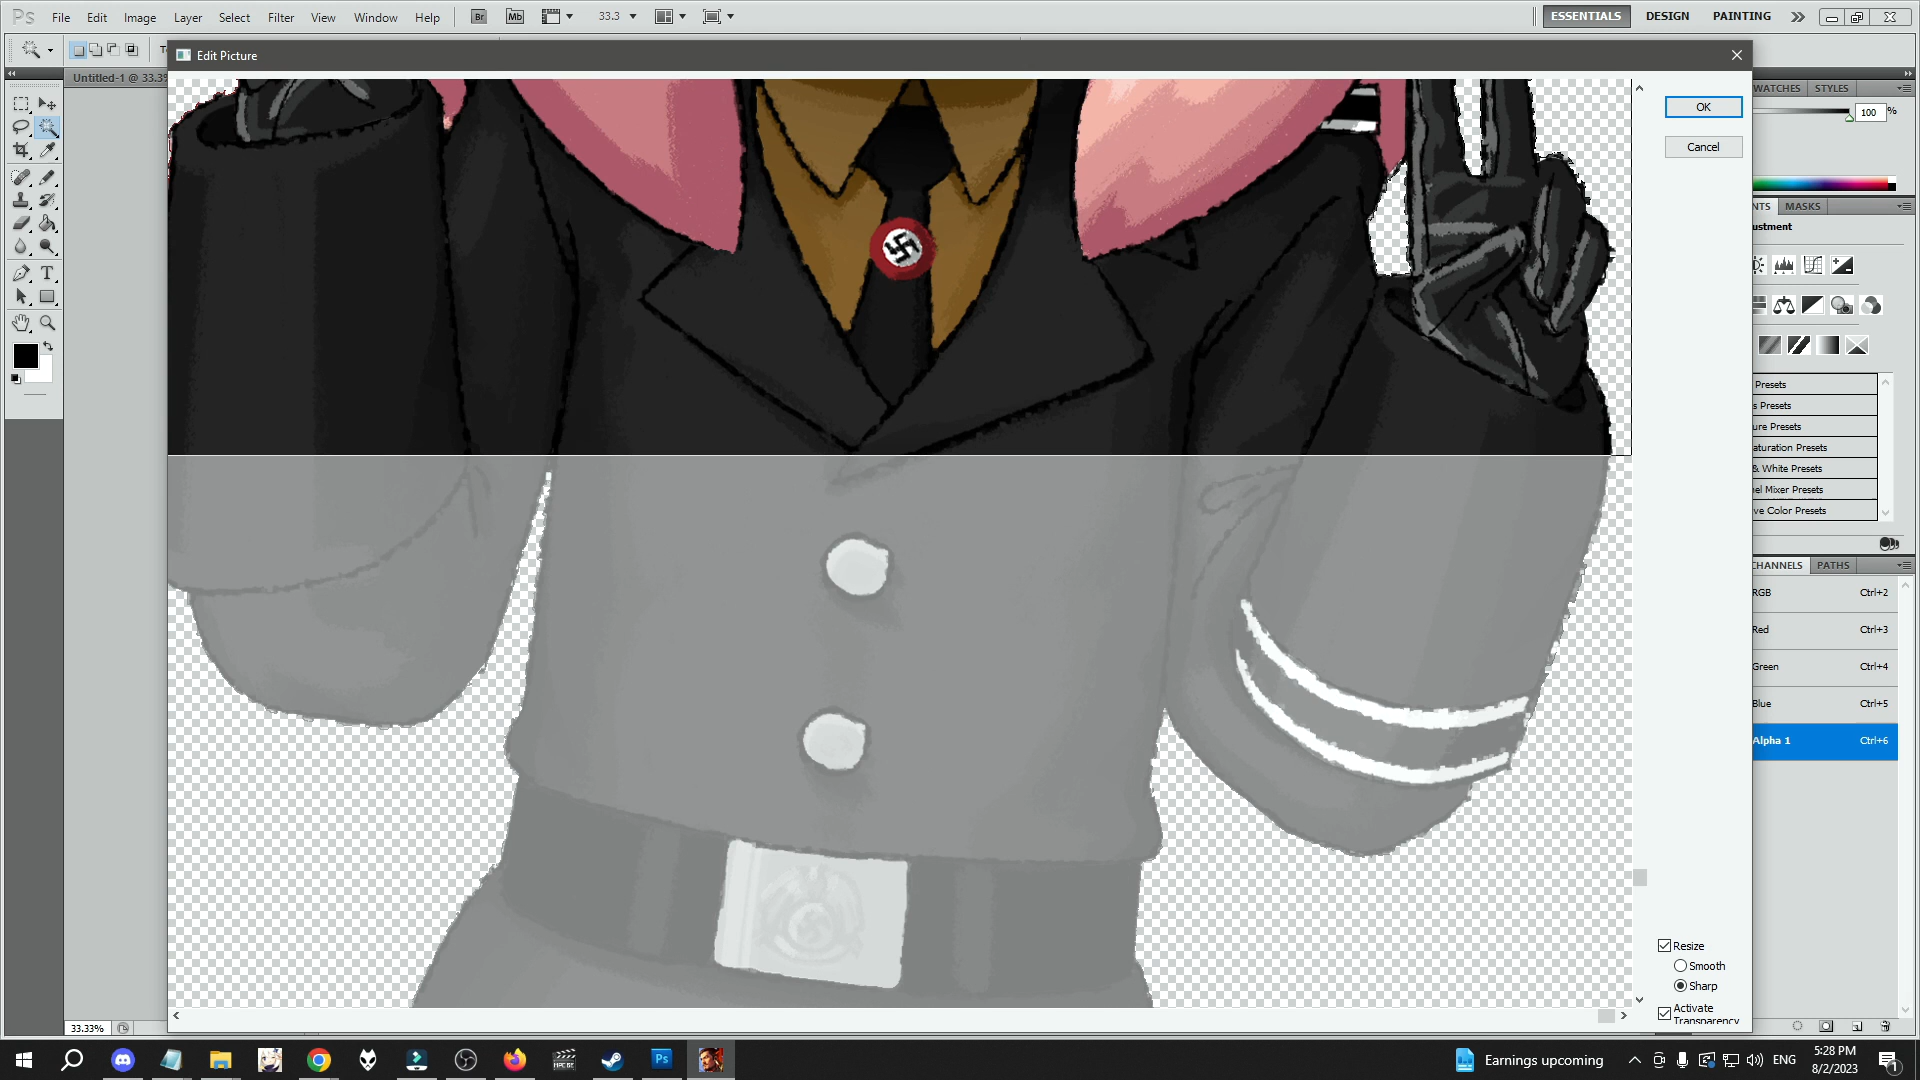 Ps File Edit Image Layer Select Filter View Window Help Br Mb 33.3 ESSENTIALS DESIGN PAINTING
Untitled-1 @ 33.3%
Edit Picture
OK
Cancel
WATCHES STYLES
100 %
NTS MASKS
ustment
Presets
s Presets
ure Presets
aturation Presets
& White Presets
el Mixer Presets
ve Color Presets
CHANNELS PATHS
RGB Ctrl+2
Red Ctrl+3
Green Ctrl+4
Blue Ctrl+5
Alpha 1 Ctrl+6
Resize
Smooth
Sharp
Activate
Transparency
33.33%
Earnings upcoming
ENG
5:28 PM
8/2/2023